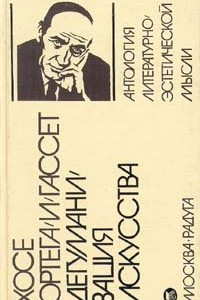 ХОСЕ
ОРТЕГА/И/ГАССЕТ
ДЕГУМАНИ/
ЗАЦИЯ
ИСКУССТВА
АНТОЛОГИЯ
ЛИТЕРАТУРНО/
ЭСТЕТИЧЕСКОЙ
МЫСЛИ
МОСКВА·РАДУГА